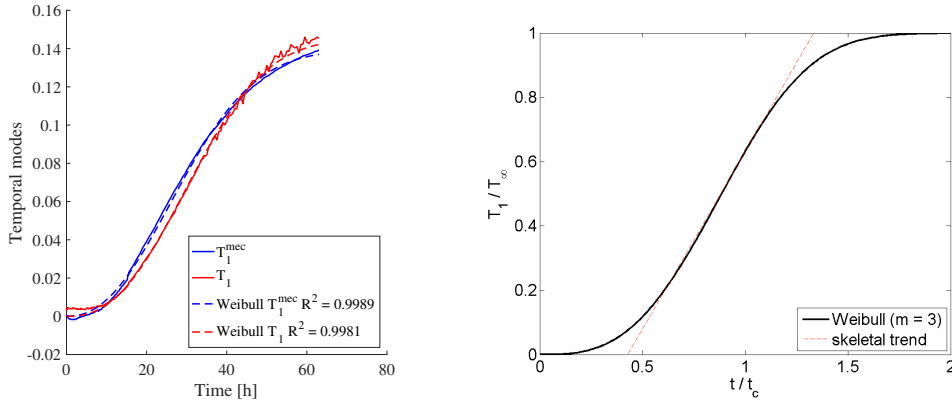 0.16
0.14
0.12
0.1
0.08
0.06
0.04
0.02
0
-0.02
Temporal modes
0
20
40
60
80
Time [h]
T₁ᵐᵉᶜ
T₁
Weibull T₁ᵐᵉᶜ R² = 0.9989
Weibull T₁ R² = 0.9981
1
0.8
0.6
0.4
0.2
0
T₁ / T∞
0
0.5
1
1.5
2
t / t_c
Weibull (m = 3)
skeletal trend